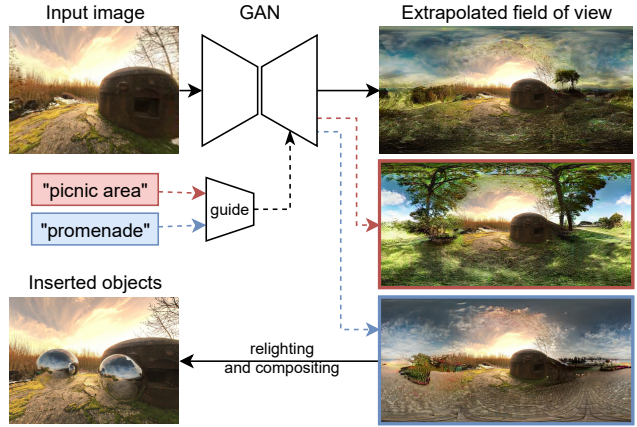 Input image
GAN
Extrapolated field of view
"picnic area"
"promenade"
guide
Inserted objects
relighting
and compositing